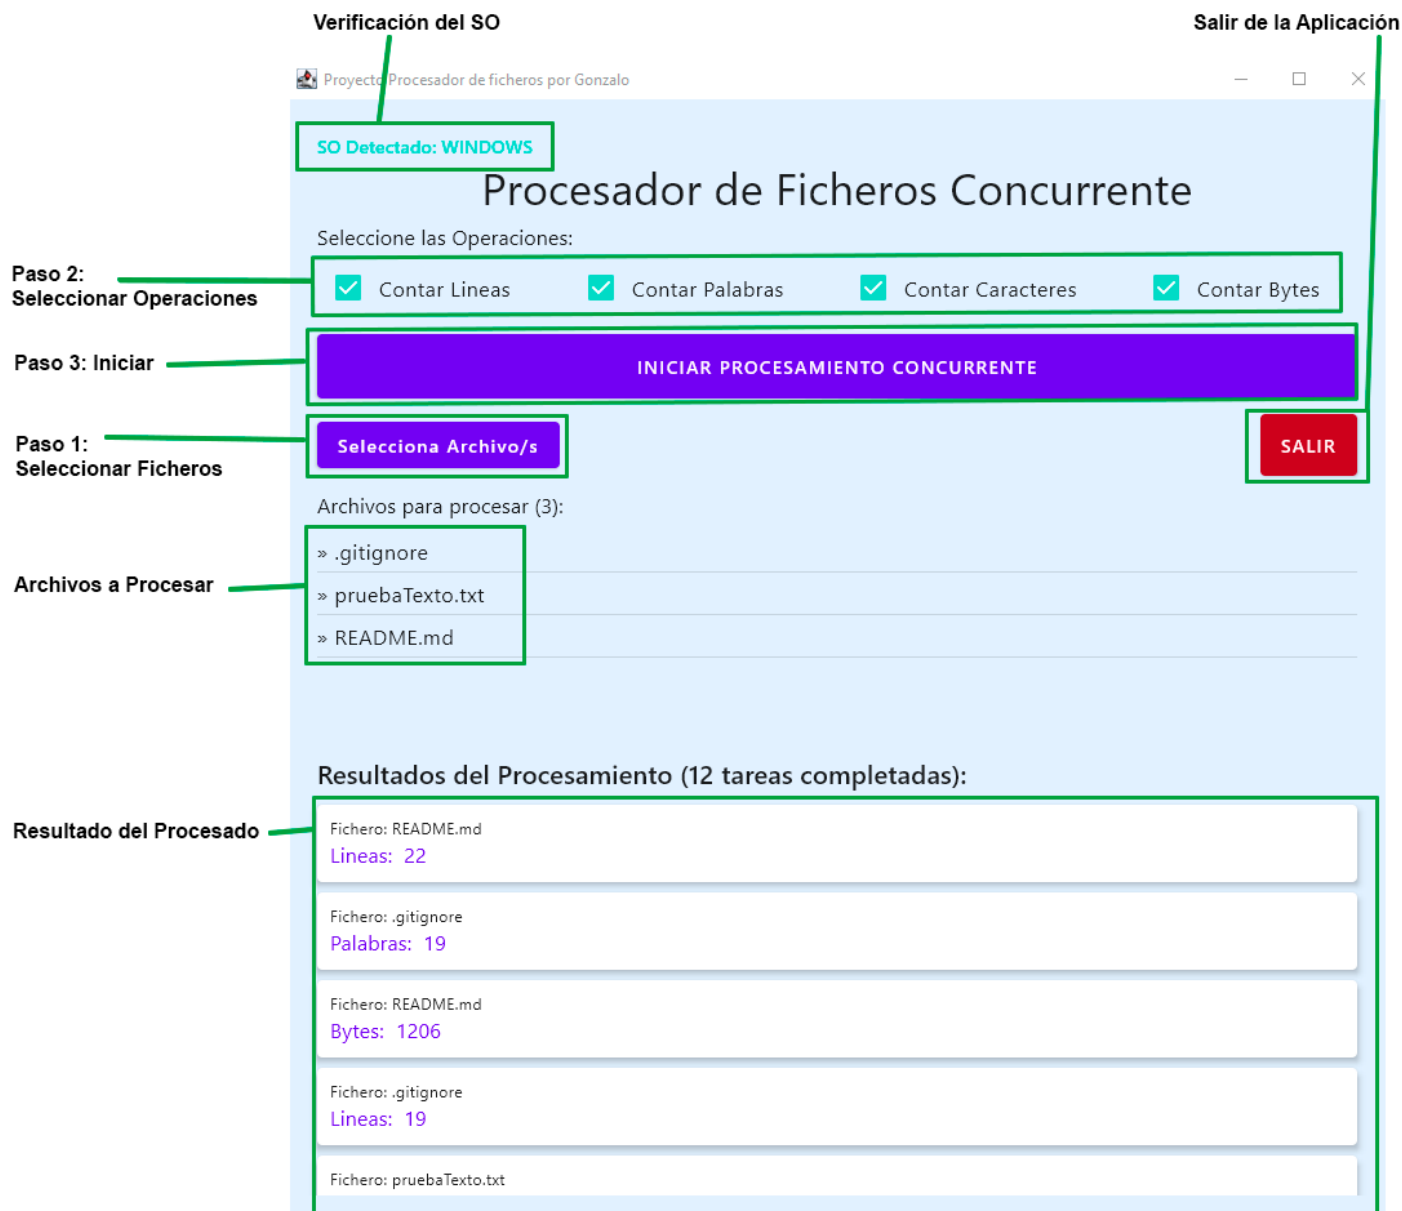 Verificación del SO
Salir de la Aplicación
Proyecto Procesador de ficheros por Gonzalo
SO Detectado: WINDOWS
Procesador de Ficheros Concurrente
Seleccione las Operaciones:
Paso 2:
Seleccionar Operaciones
Contar Lineas
Contar Palabras
Contar Caracteres
Contar Bytes
Paso 3: Iniciar
INICIAR PROCESAMIENTO CONCURRENTE
Paso 1:
Seleccionar Ficheros
Selecciona Archivo/s
SALIR
Archivos para procesar (3):
» .gitignore
Archivos a Procesar
» pruebaTexto.txt
» README.md
Resultados del Procesamiento (12 tareas completadas):
Resultado del Procesado
Fichero: README.md
Lineas: 22
Fichero: .gitignore
Palabras: 19
Fichero: README.md
Bytes: 1206
Fichero: .gitignore
Lineas: 19
Fichero: pruebaTexto.txt